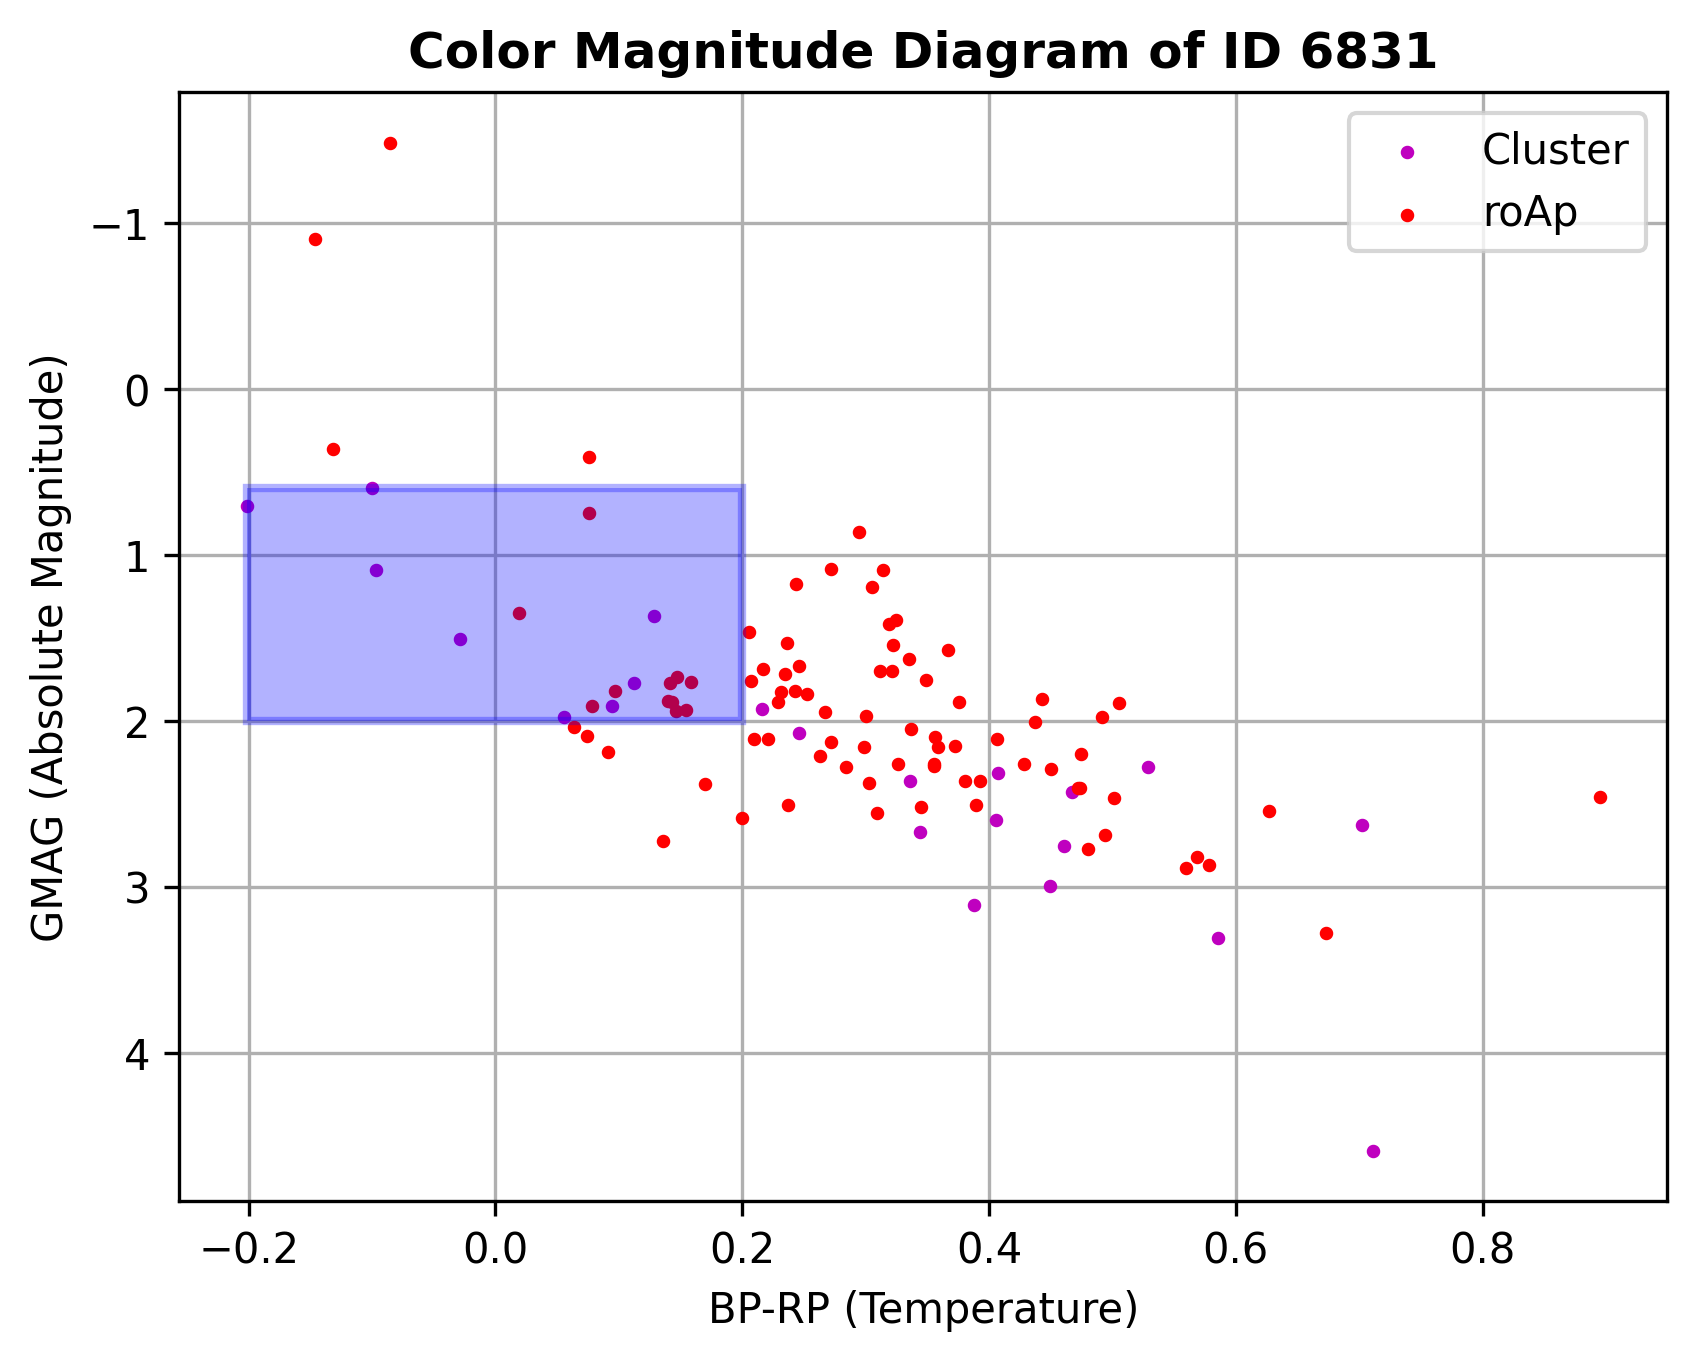 Color Magnitude Diagram of ID 6831
Cluster
roAp
−1
0
1
2
3
4
GMAG (Absolute Magnitude)
−0.2 0.0 0.2 0.4 0.6 0.8
BP-RP (Temperature)